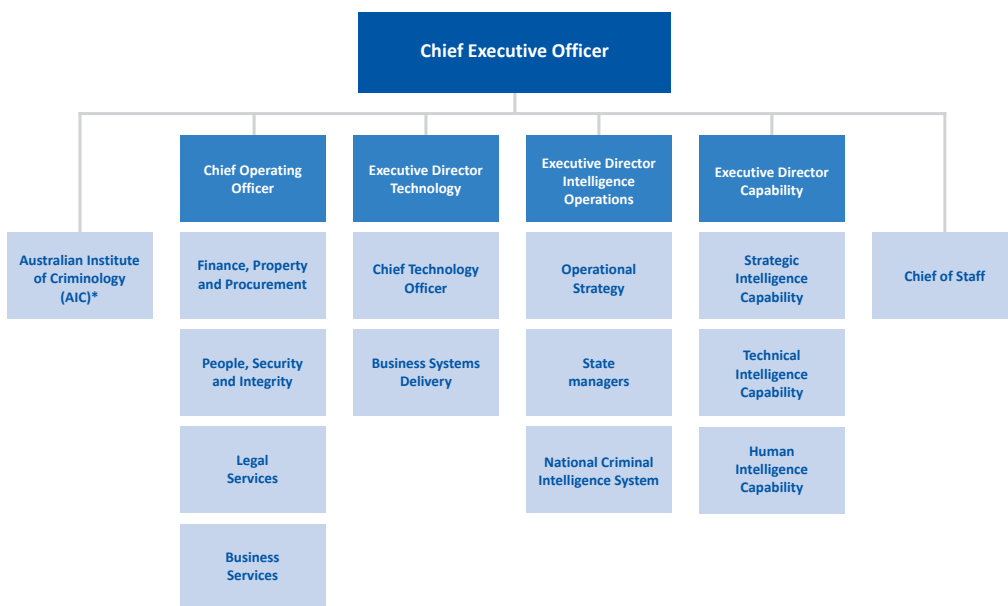 Chief Executive Officer
Chief Operating
Officer
Executive Director
Technology
Executive Director
Intelligence
Operations
Executive Director
Capability
Australian Institute
of Criminology
(AIC)*
Finance, Property
and Procurement
Chief Technology
Officer
Operational
Strategy
Strategic
Intelligence
Capability
Chief of Staff
People, Security
and Integrity
Business Systems
Delivery
State
managers
Technical
Intelligence
Capability
Legal
Services
National Criminal
Intelligence System
Human
Intelligence
Capability
Business
Services